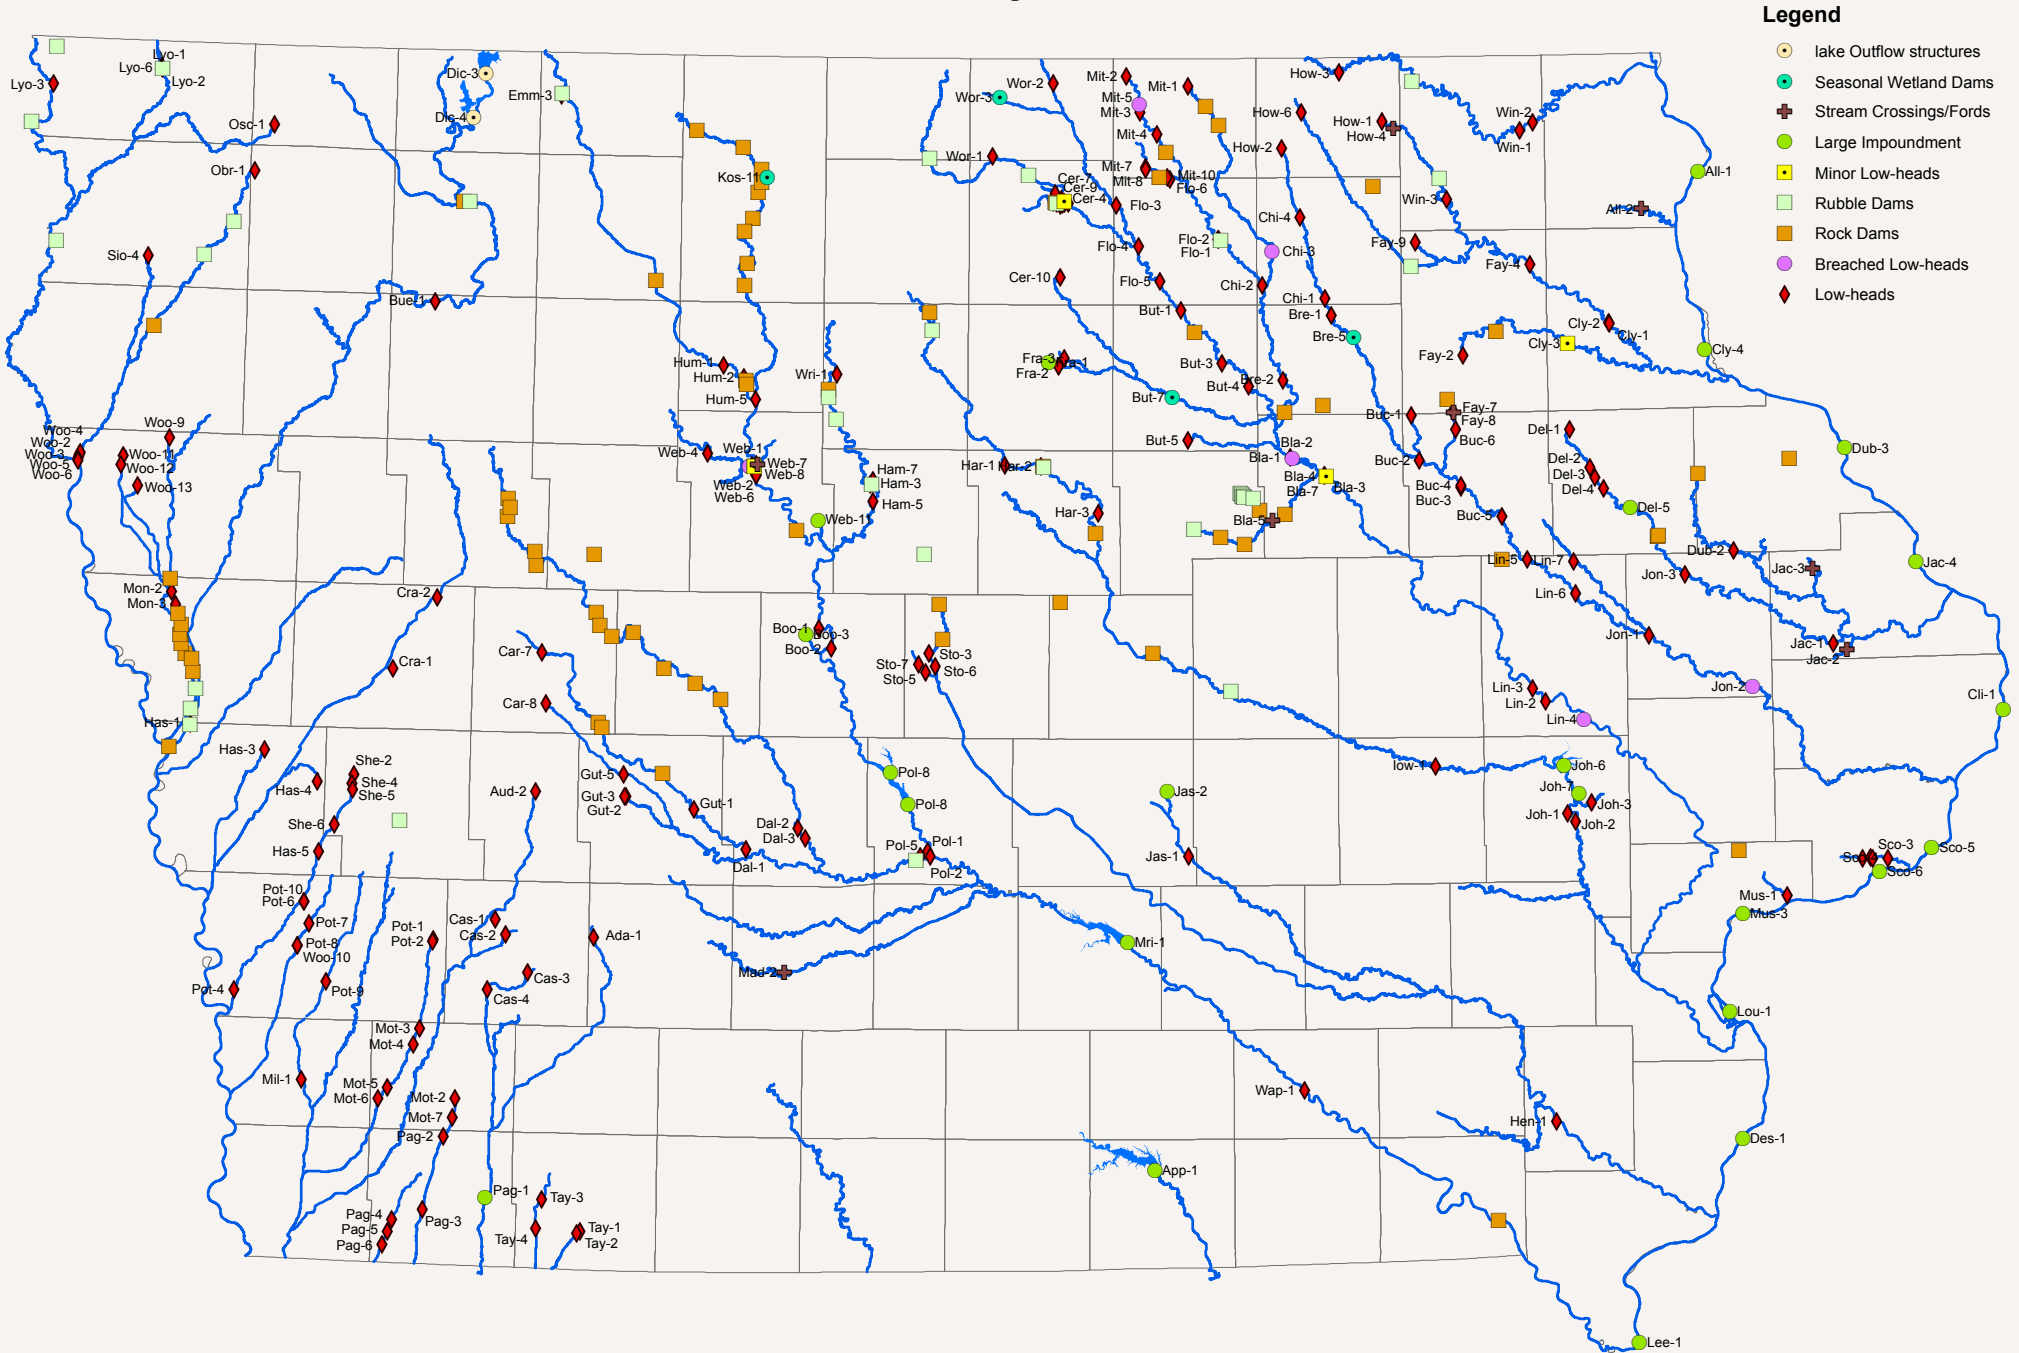 Legend
lake Outflow structures
Seasonal Wetland Dams
Stream Crossings/Fords
Large Impoundment
Minor Low-heads
Rubble Dams
Rock Dams
Breached Low-heads
Low-heads
Lyo-1
Lyo-6
Lyo-2
Lyo-3
Osc-1
Obr-1
Sio-4
Dic-3
Dic-4
Emm-3
Bue-1
Kos-11
Wor-2
Wor-3
Wor-1
Mit-2
Mit-1
Mit-5
Mit-3
Mit-4
Mit-7
Mit-8
Mit-10
Flo-6
Cer-7
Cer-9
Cer-4
Flo-3
Flo-4
Flo-2
Flo-1
Flo-5
Cer-10
How-3
How-6
How-1
How-4
How-2
Win-2
Win-1
Win-3
All-1
All-2
Chi-4
Chi-3
Chi-2
Chi-1
Bre-1
Bre-5
Fay-9
Fay-4
Fay-2
Cly-2
Cly-1
Cly-3
Cly-4
But-1
But-3
But-4
Bre-2
But-7
But-5
Fra-3
Fra-1
Fra-2
Hum-1
Hum-2
Hum-5
Wri-1
Woo-4
Woo-2
Woo-3
Woo-5
Woo-6
Woo-9
Woo-11
Woo-12
Woo-13
Web-4
Web-1
Web-7
Web-8
Web-2
Web-6
Web-11
Ham-7
Ham-3
Ham-5
Har-1
Har-2
Har-3
Bla-2
Bla-1
Bla-4
Bla-7
Bla-3
Bla-5
Buc-1
Fay-7
Fay-8
Buc-6
Buc-2
Buc-4
Buc-3
Buc-5
Del-1
Del-2
Del-3
Del-4
Del-5
Dub-3
Dub-2
Jac-4
Jac-3
Jac-1
Jac-2
Jon-3
Jon-1
Jon-2
Lin-5
Lin-7
Lin-6
Lin-3
Lin-2
Lin-4
Cli-1
Mon-2
Mon-3
Cra-2
Cra-1
Car-7
Car-8
Boo-1
Boo-3
Boo-2
Sto-3
Sto-7
Sto-6
Sto-5
Has-1
Has-3
Has-4
Has-5
She-2
She-4
She-5
She-6
Aud-2
Gut-5
Gut-3
Gut-2
Gut-1
Dal-2
Dal-3
Dal-1
Pol-8
Pol-8
Pol-1
Pol-5
Pol-2
Jas-2
Jas-1
Iow-1
Joh-6
Joh-7
Joh-3
Joh-1
Joh-2
Sco-3
Sco-5
Sco-6
Mus-1
Mus-3
Pot-10
Pot-6
Pot-7
Pot-8
Woo-10
Pot-9
Pot-4
Pot-1
Pot-2
Cas-1
Cas-2
Cas-3
Cas-4
Ada-1
Mad-2
Mri-1
Lou-1
Mil-1
Mot-3
Mot-4
Mot-5
Mot-6
Mot-2
Mot-7
Pag-2
Pag-1
Pag-3
Pag-4
Pag-5
Pag-6
Tay-3
Tay-4
Tay-1
Tay-2
App-1
Wap-1
Hen-1
Des-1
Lee-1